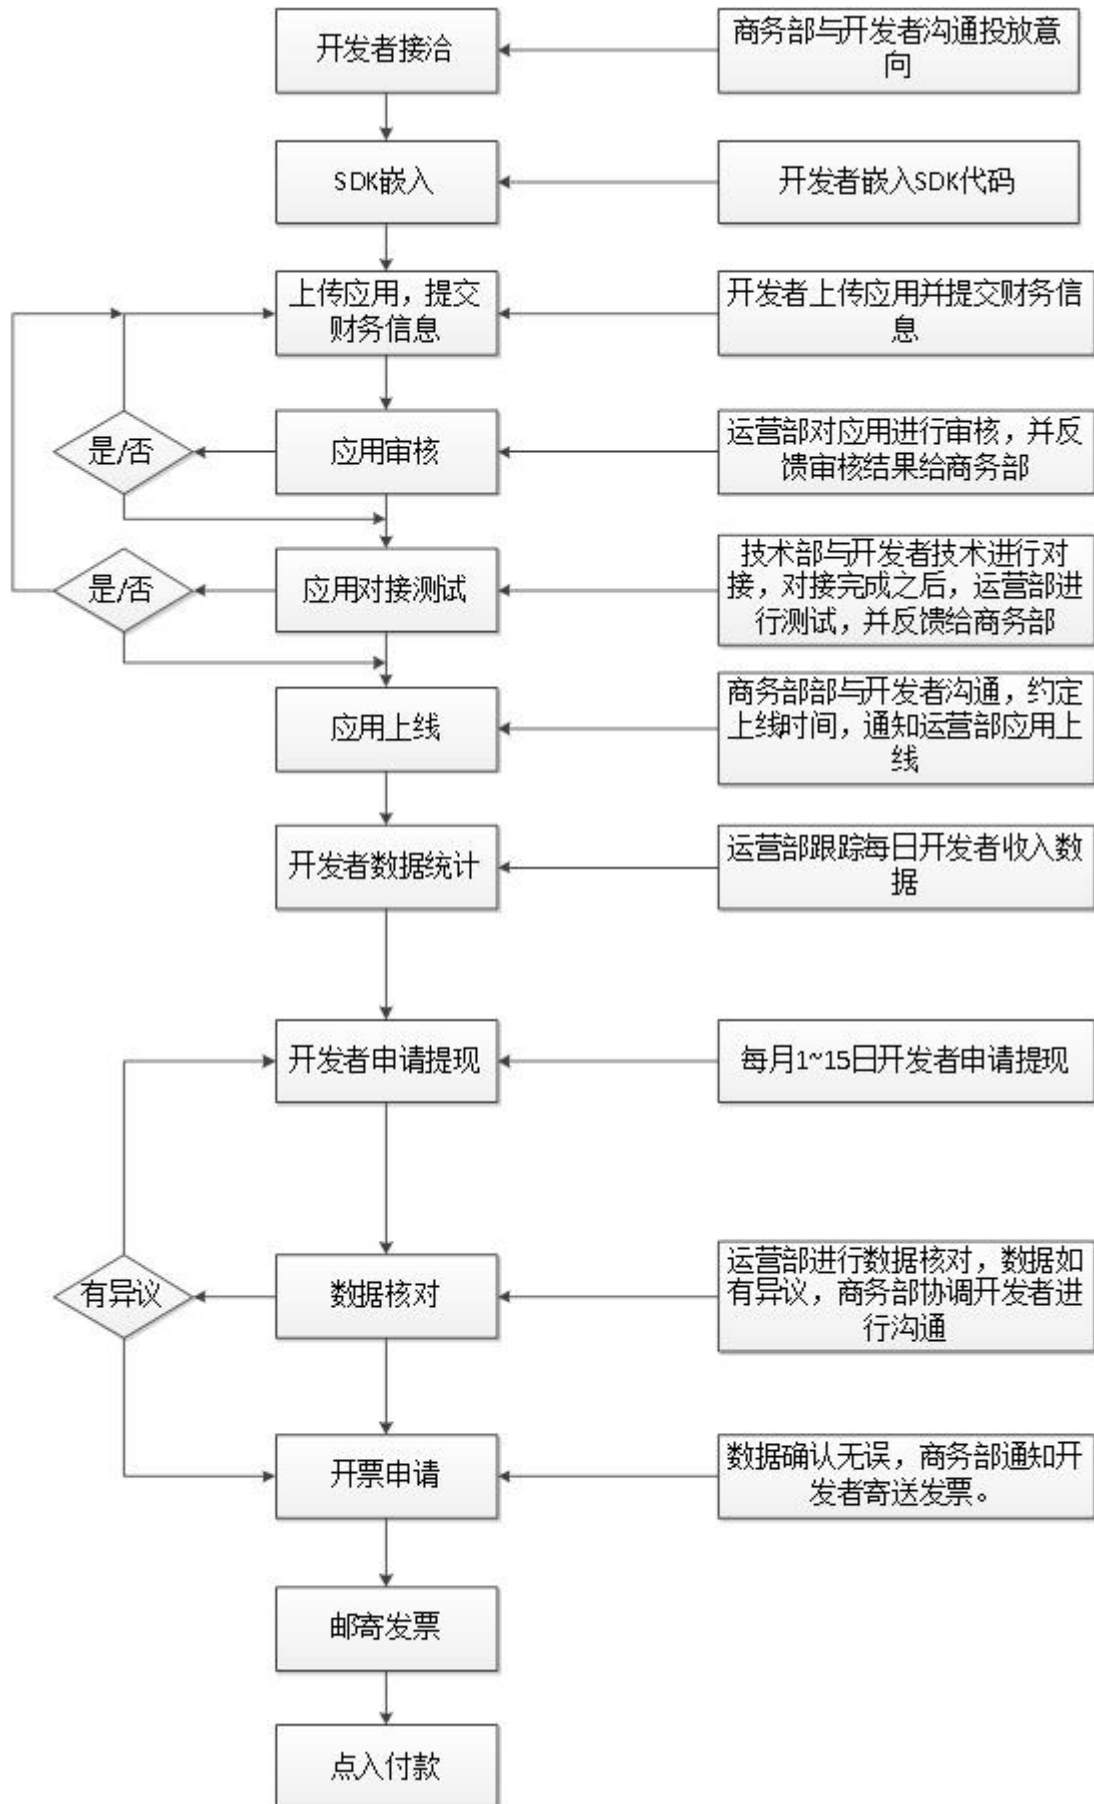 开发者接洽
商务部与开发者沟通投放意
向
SDK嵌入
开发者嵌入SDK代码
上传应用，提交
财务信息
开发者上传应用并提交财务信
息
是/否
应用审核
运营部对应用进行审核，并反
馈审核结果给商务部
是/否
应用对接测试
技术部与开发者技术进行对
接，对接完成之后，运营部进
行测试，并反馈给商务部
应用上线
商务部部与开发者沟通，约定
上线时间，通知运营部应用上
线
开发者数据统计
运营部跟踪每日开发者收入数
据
开发者申请提现
每月1~15日开发者申请提现
有异议
数据核对
运营部进行数据核对，数据如
有异议，商务部协调开发者进
行沟通
开票申请
数据确认无误，商务部通知开
发者寄送发票。
邮寄发票
点入付款